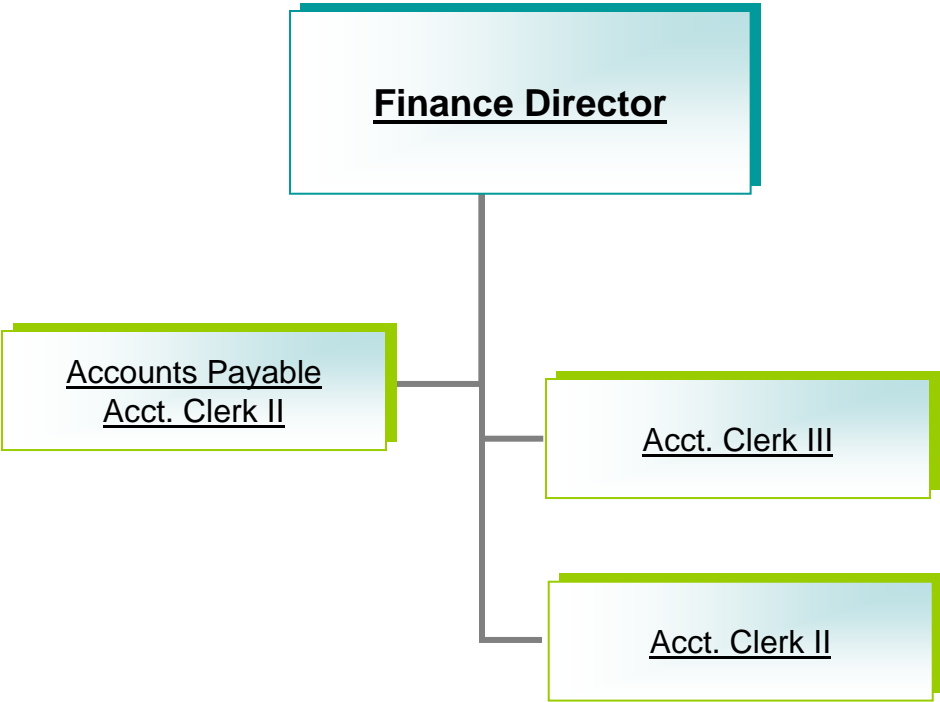 Finance Director
Accounts Payable
Acct. Clerk II
Acct. Clerk III
Acct. Clerk II